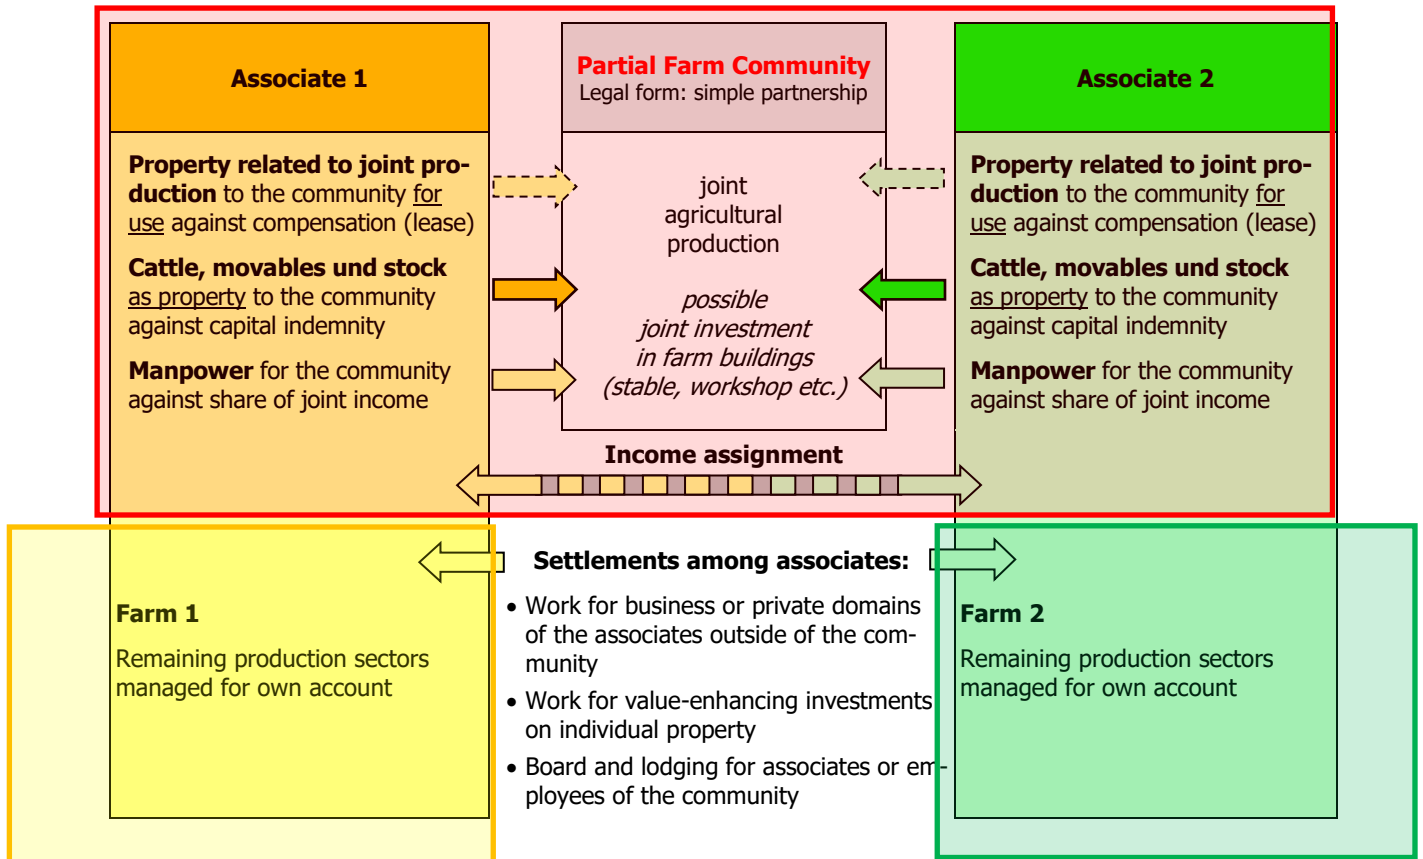 Associate 1
Property related to joint pro-
duction to the community for
use against compensation (lease)
Cattle, movables und stock
as property to the community
against capital indemnity
Manpower for the community
against share of joint income
Partial Farm Community
Legal form: simple partnership
joint
agricultural
production
possible
joint investment
in farm buildings
(stable, workshop etc.)
Associate 2
Property related to joint pro-
duction to the community for
use against compensation (lease)
Cattle, movables und stock
as property to the community
against capital indemnity
Manpower for the community
against share of joint income
Income assignment
Farm 1
Remaining production sectors
managed for own account
Settlements among associates:
• Work for business or private domains
of the associates outside of the com-
munity
• Work for value-enhancing investments
on individual property
• Board and lodging for associates or em-
ployees of the community
Farm 2
Remaining production sectors
managed for own account